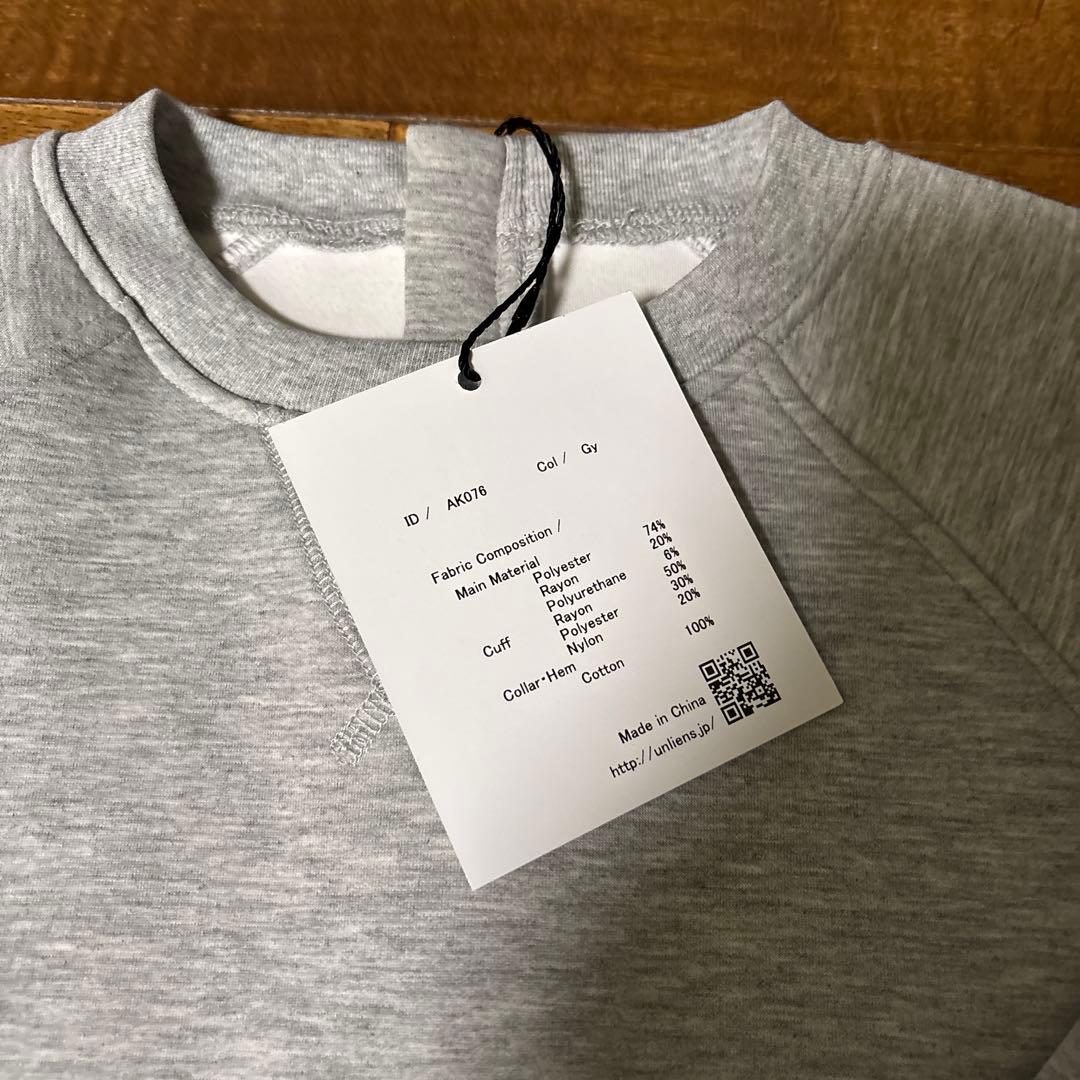 ID / AK076 Col / Gy
Fabric Composition /
Main Material Polyester 74%
Rayon 20%
Polyurethane 6%
Cuff Rayon 50%
Polyester 30%
Nylon 20%
Collar・Hem Cotton 100%
Made in China
http://unliens.jp/